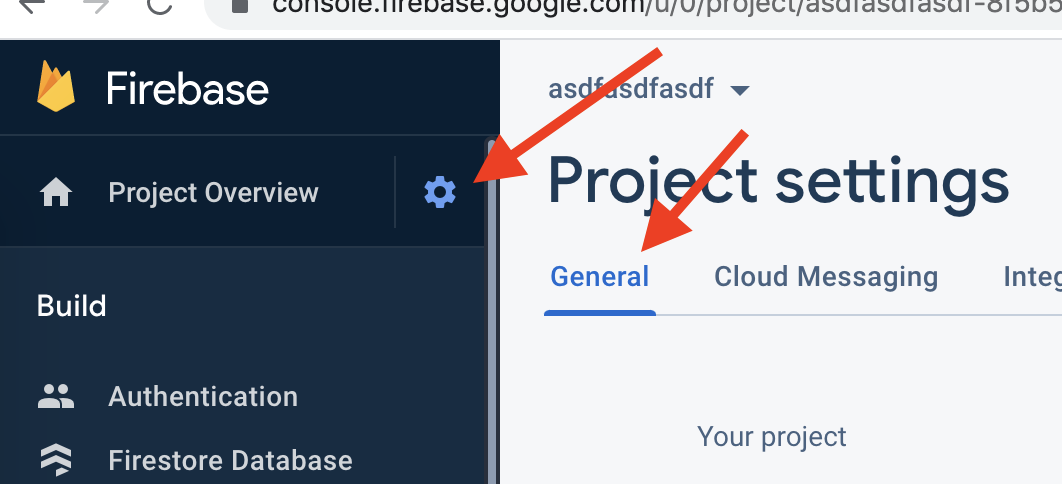 console.firebase.google.com/u/0/project/asdfasdfasdf-8f5b5
Firebase
asdfasdfasdf
Project Overview
Project settings
General
Cloud Messaging
Integ
Build
Authentication
Your project
Firestore Database